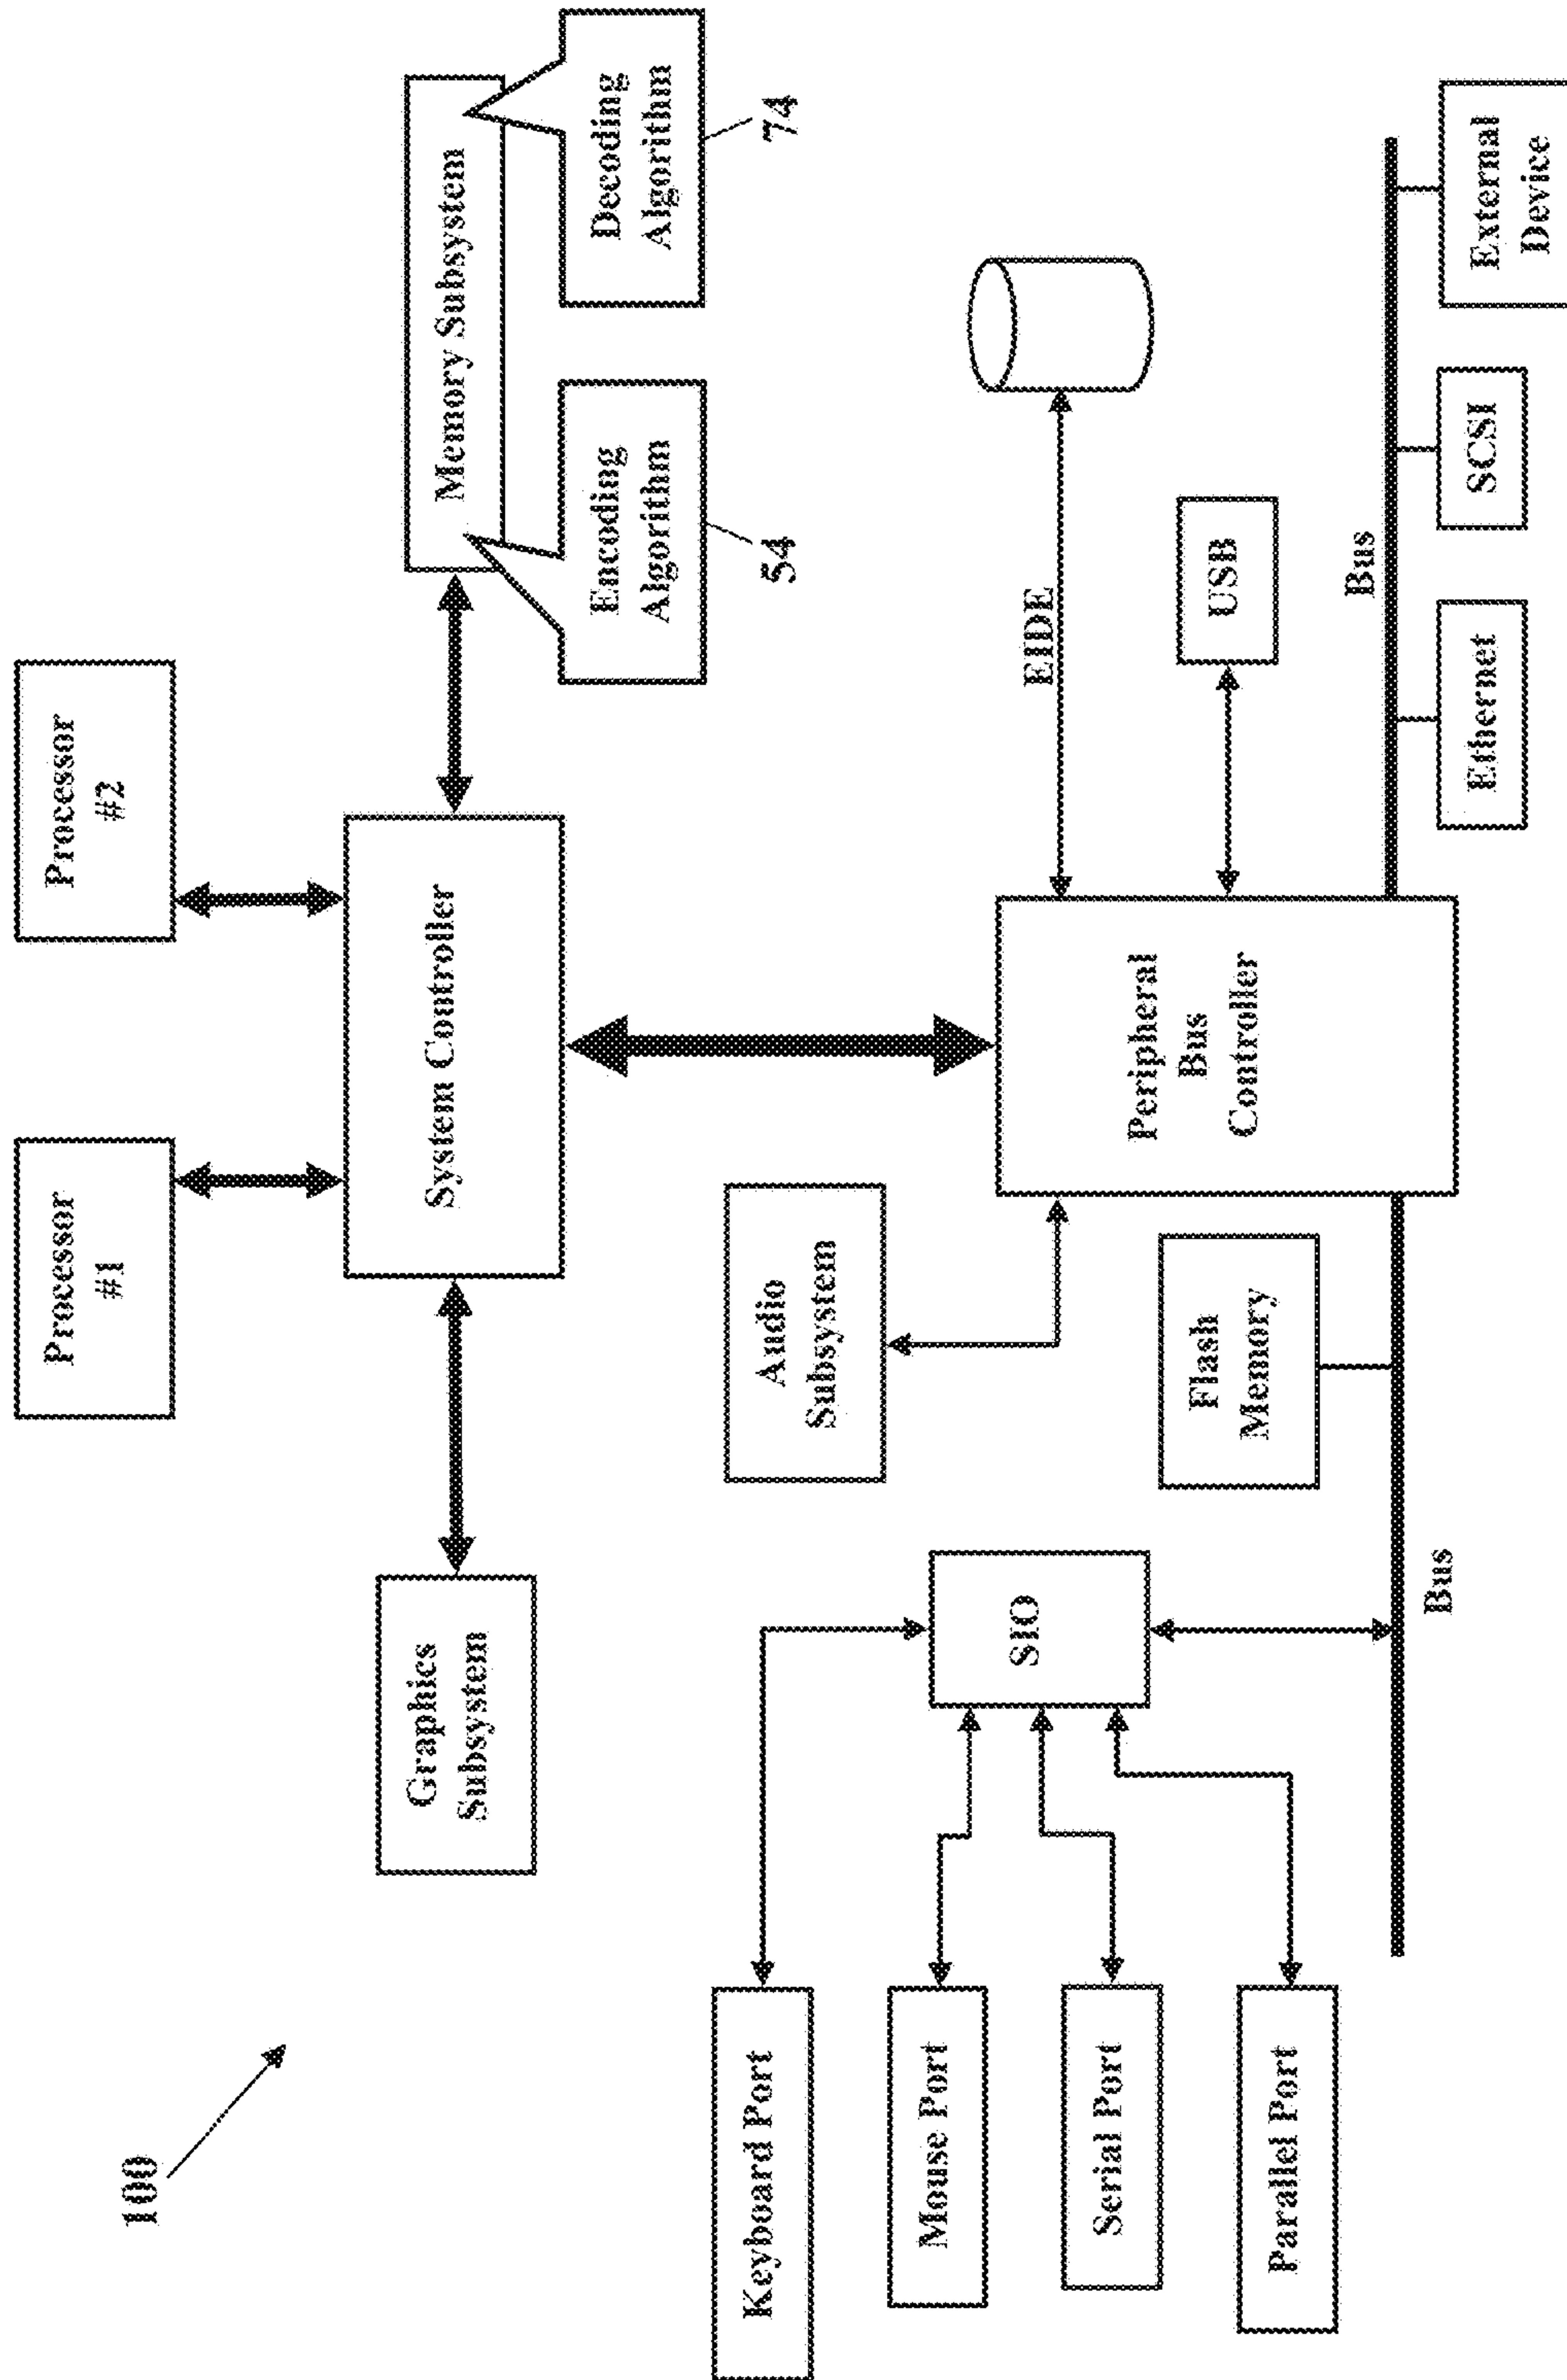 100
Processor
#1
Processor
#2
Graphics
Subsystem
System Controller
Memory Subsystem
Encoding
Algorithm
54
Decoding
Algorithm
74
Keyboard Port
Mouse Port
Serial Port
Parallel Port
SIO
Audio
Subsystem
Flash
Memory
Bus
Peripheral
Bus
Controller
EIDE
USB
Bus
Ethernet
SCSI
External
Device